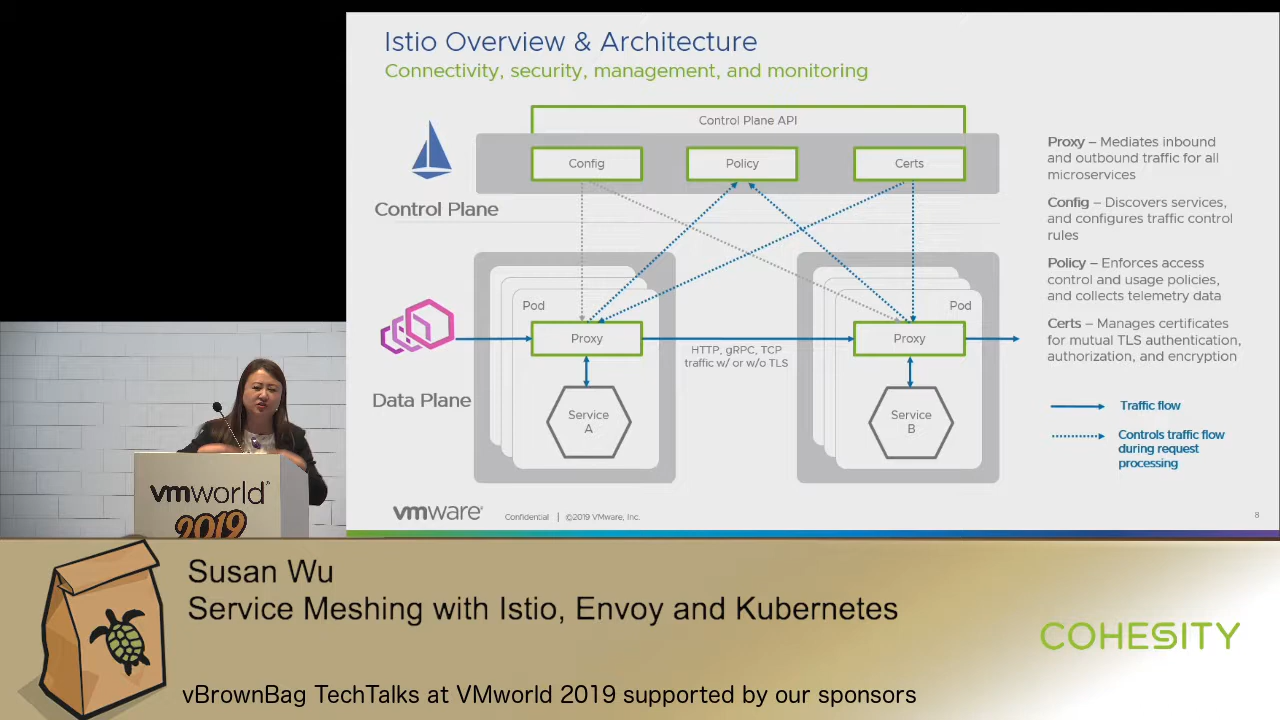 Istio Overview & Architecture
Connectivity, security, management, and monitoring
Control Plane API
Config
Policy
Certs
Control Plane
Pod
Proxy
HTTP, gRPC, TCP
traffic w/ or w/o TLS
Pod
Proxy
Data Plane
Service
A
Service
B
Proxy – Mediates inbound
and outbound traffic for all
microservices
Config – Discovers services,
and configures traffic control
rules
Policy – Enforces access
control and usage policies,
and collects telemetry data
Certs – Manages certificates
for mutual TLS authentication,
authorization, and encryption
Traffic flow
Controls traffic flow
during request
processing
vmware®
Confidential | ©2019 VMware, Inc.
8
vmworld®
2019
Susan Wu
Service Meshing with Istio, Envoy and Kubernetes
COHESITY
vBrownBag TechTalks at VMworld 2019 supported by our sponsors